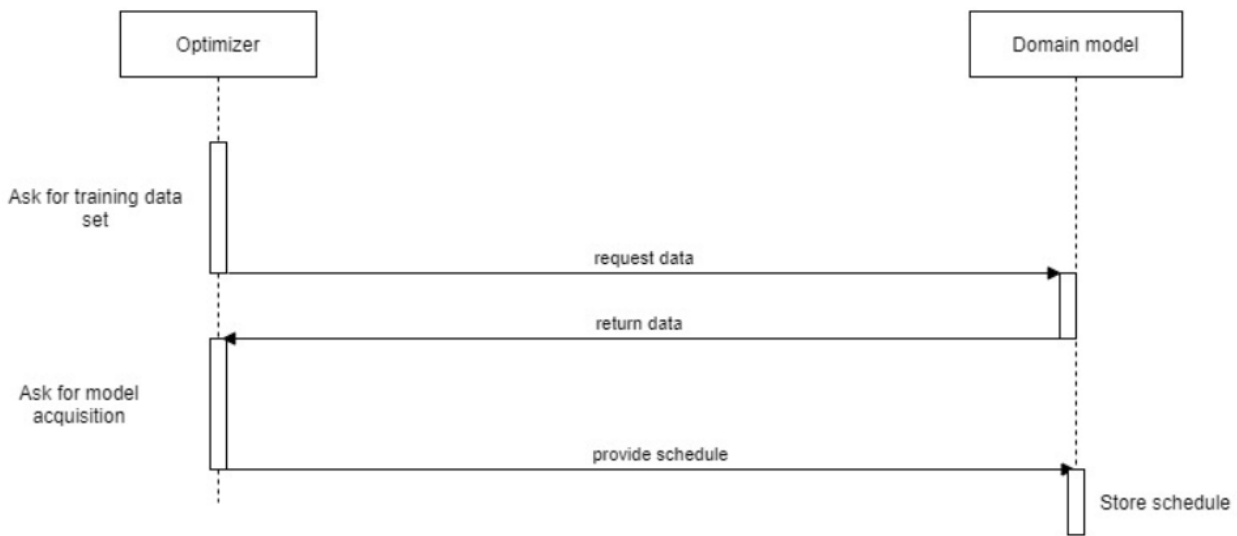 Optimizer
Domain model
Ask for training data
set
request data
return data
Ask for model
acquisition
provide schedule
Store schedule